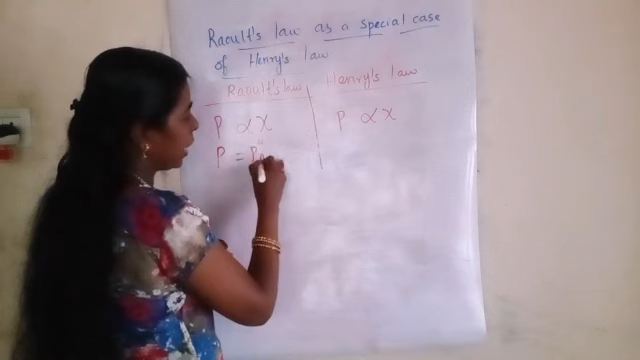 Raoult's law as a special case
of Henry's law
Raoult's law Henry's law
P ∝ X P ∝ X
P = P